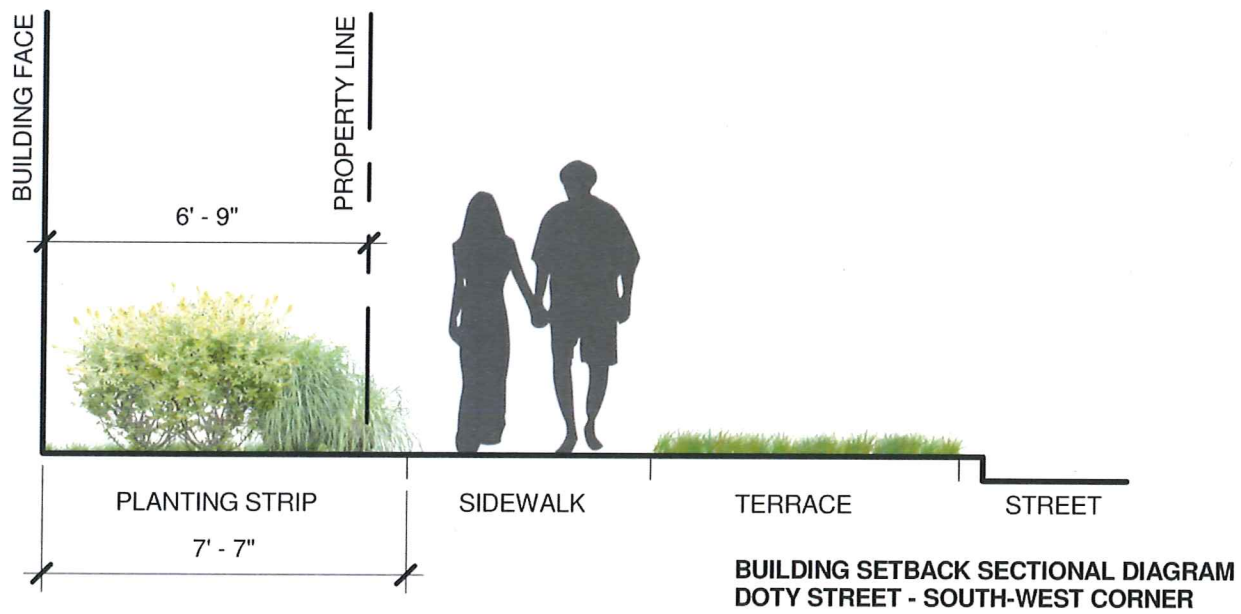 BUILDING FACE
PROPERTY LINE
6' - 9"
PLANTING STRIP
SIDEWALK
TERRACE
STREET
7' - 7"
BUILDING SETBACK SECTIONAL DIAGRAM
DOTY STREET - SOUTH-WEST CORNER